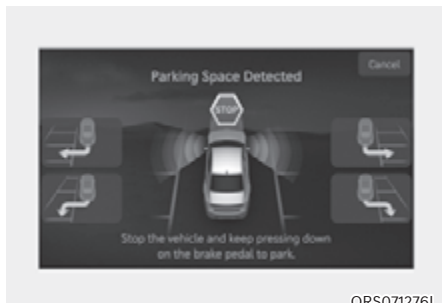 Cancel
Parking Space Detected
STOP
Stop the vehicle and keep pressing down
on the brake pedal to park.
ORS071276L